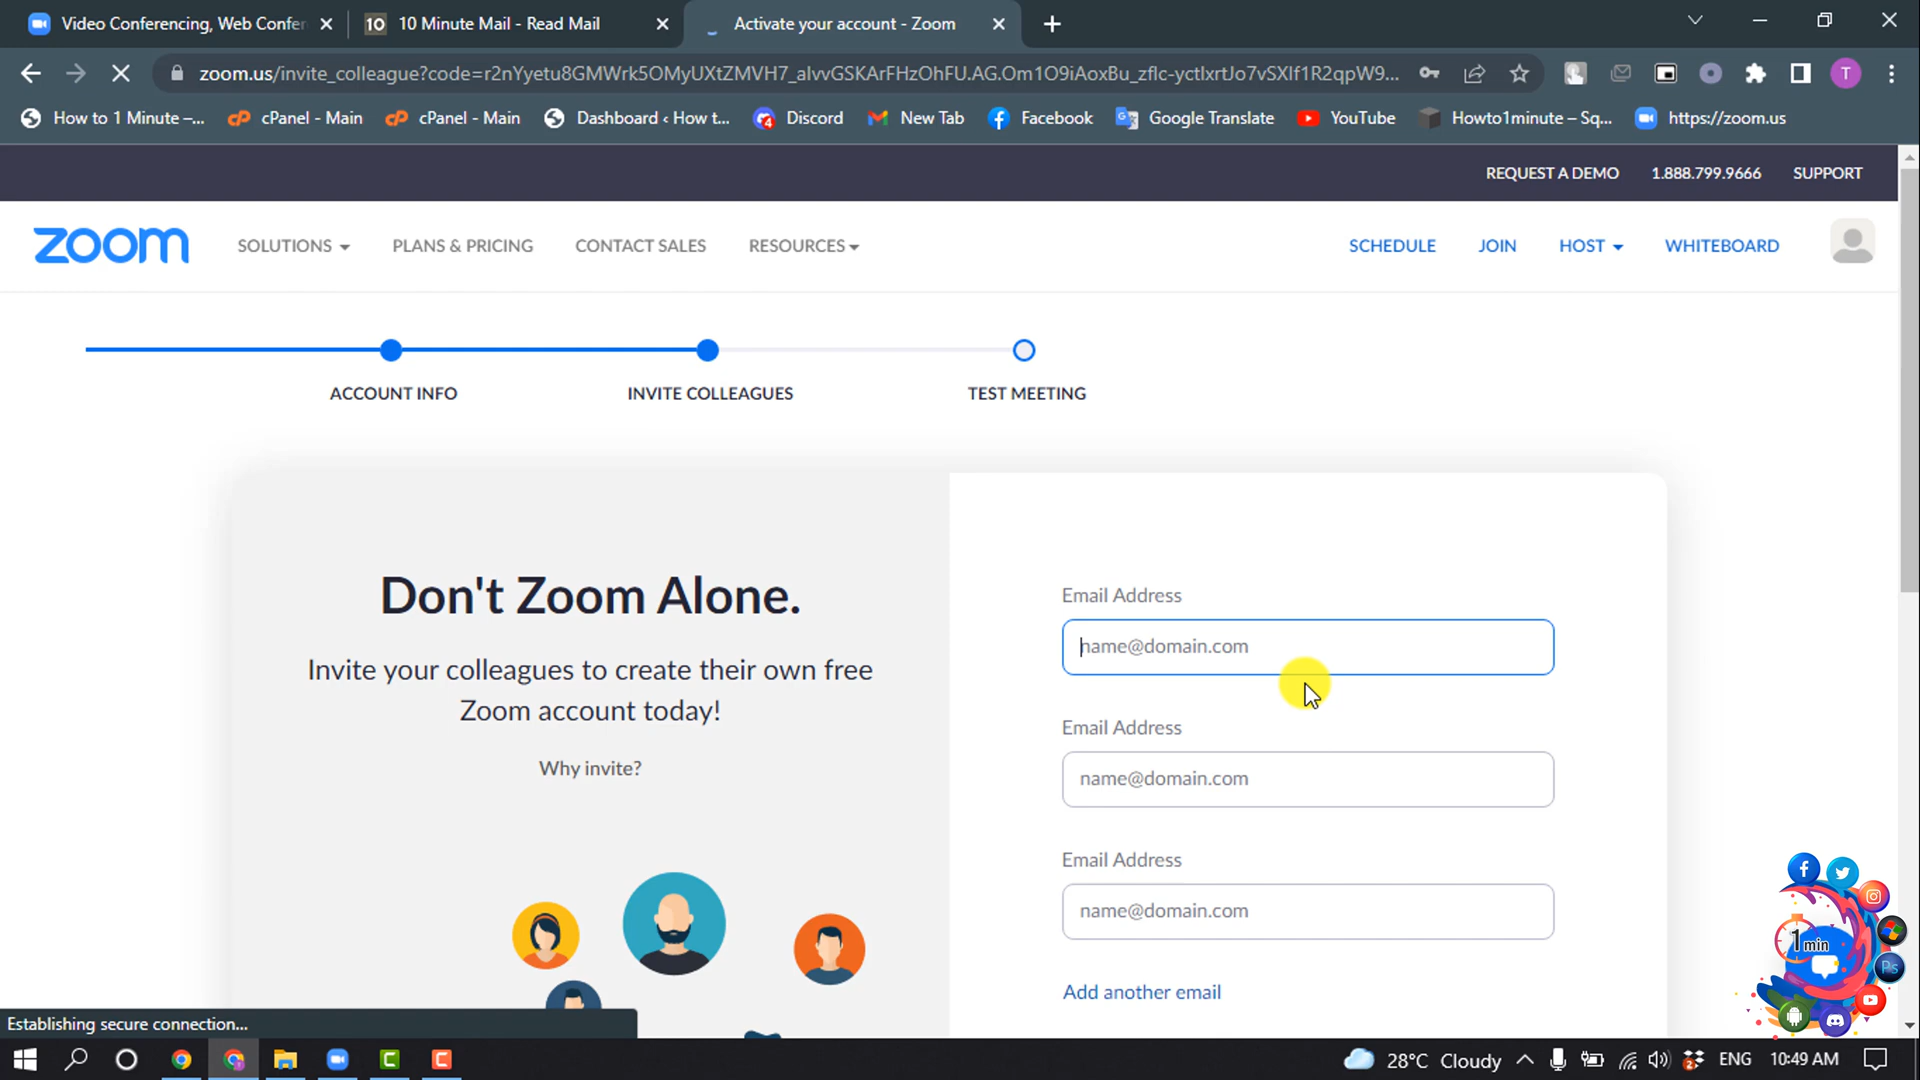 Video Conferencing, Web Confer
10 Minute Mail - Read Mail
Activate your account - Zoom
zoom.us/invite_colleague?code=r2nYyetu8GMWrk5OMyUXtZMVH7_alvvGSKArFHzOhFU.AG.Om1O9iAoxBu_zflc-yctlxrtJo7vSXlf1R2qpW9...
T
How to 1 Minute –...
cPanel - Main
cPanel - Main
Dashboard ‹ How t...
Discord
New Tab
Facebook
Google Translate
YouTube
Howto1minute – Sq...
https://zoom.us
REQUEST A DEMO
1.888.799.9666
SUPPORT
zoom
SOLUTIONS
PLANS & PRICING
CONTACT SALES
RESOURCES
SCHEDULE
JOIN
HOST
WHITEBOARD
ACCOUNT INFO
INVITE COLLEAGUES
TEST MEETING
Don't Zoom Alone.
Invite your colleagues to create their own free
Zoom account today!
Why invite?
Email Address
name@domain.com
Email Address
name@domain.com
Email Address
name@domain.com
Add another email
1min
Ps
Establishing secure connection...
28°C Cloudy
ENG
10:49 AM